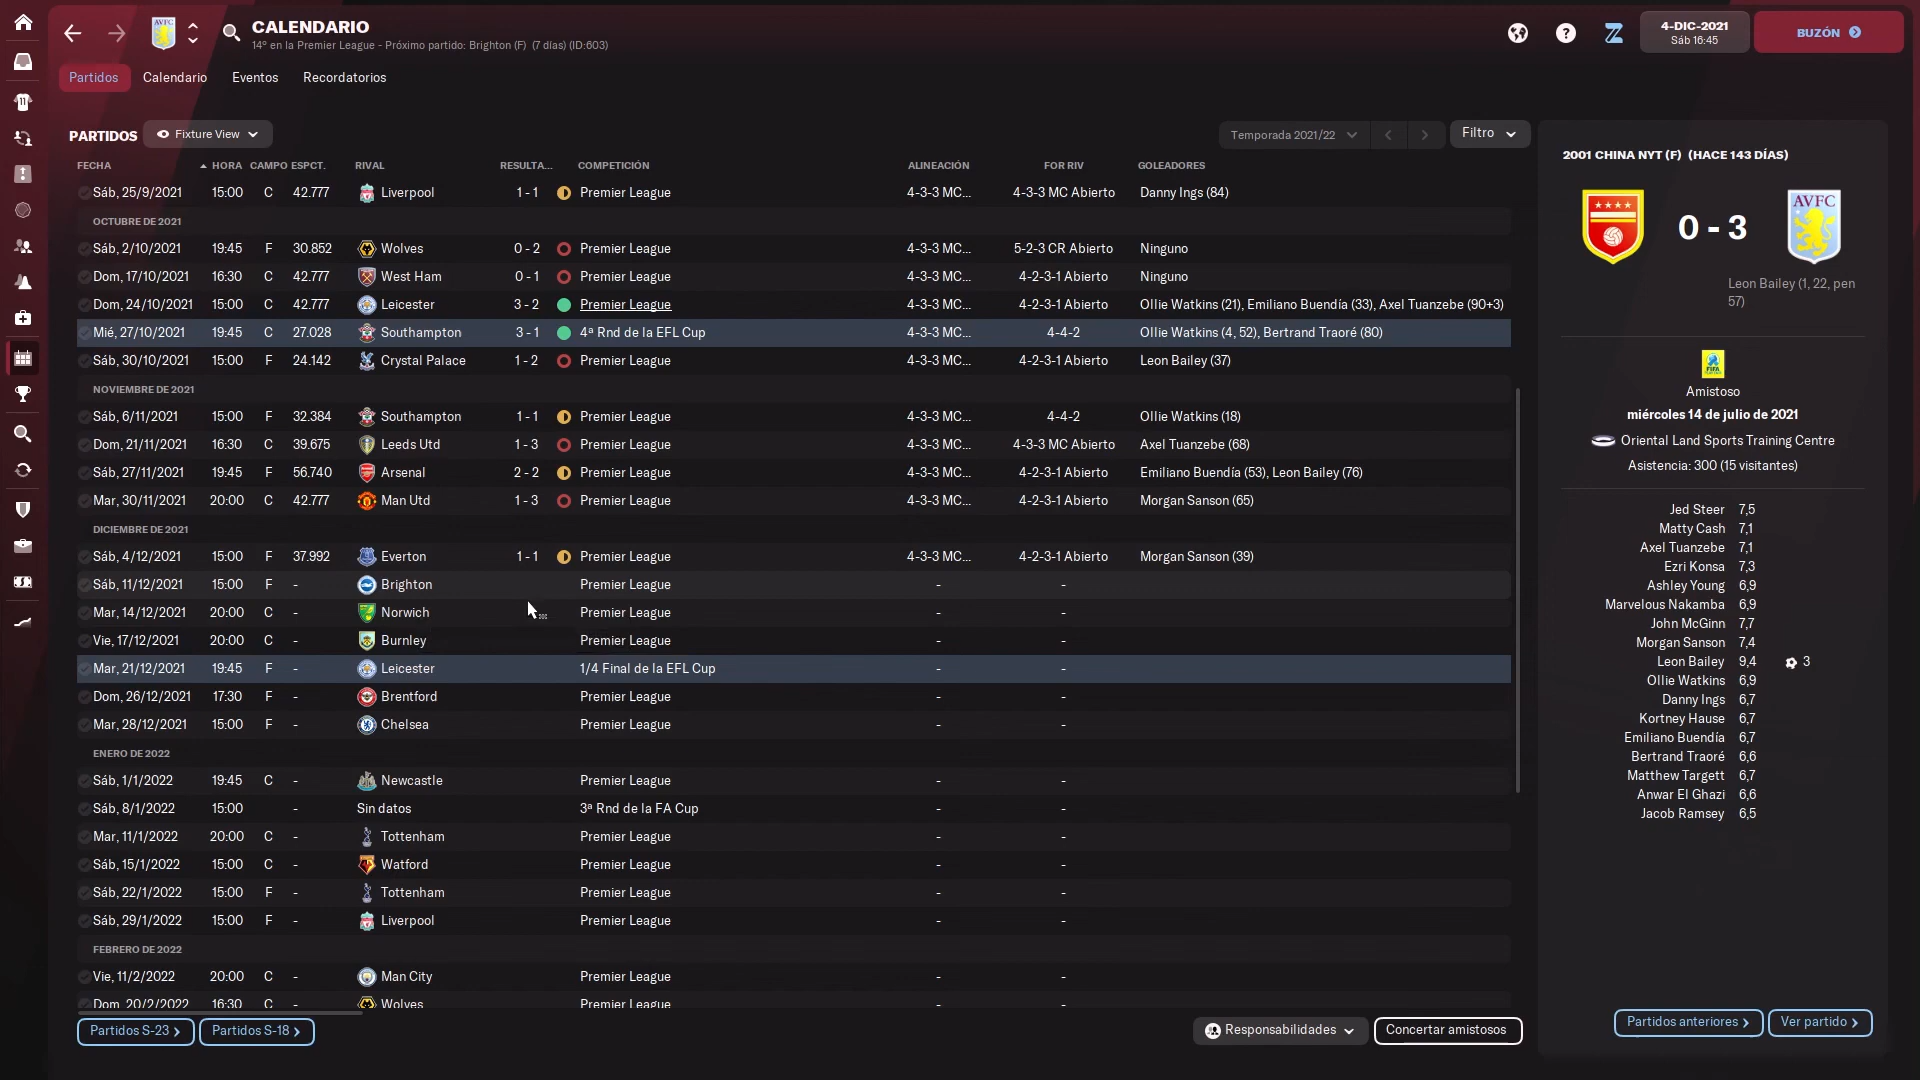 CALENDARIO
14º en la Premier League - Próximo partido: Brighton (F) (7 días) (ID:603)
4-DIC-2021
Sáb 16:45
BUZÓN
Partidos Calendario Eventos Recordatorios
PARTIDOS Fixture View Temporada 2021/22 Filtro
FECHA HORA CAMPO ESPCT. RIVAL RESULTA... COMPETICIÓN ALINEACIÓN FOR RIV GOLEADORES
Sáb, 25/9/2021 15:00 C 42.777 Liverpool 1 - 1 Premier League 4-3-3 MC... 4-3-3 MC Abierto Danny Ings (84)
OCTUBRE DE 2021
Sáb, 2/10/2021 19:45 F 30.852 Wolves 0 - 2 Premier League 4-3-3 MC... 5-2-3 CR Abierto Ninguno
Dom, 17/10/2021 16:30 C 42.777 West Ham 0 - 1 Premier League 4-3-3 MC... 4-2-3-1 Abierto Ninguno
Dom, 24/10/2021 15:00 C 42.777 Leicester 3 - 2 Premier League 4-3-3 MC... 4-2-3-1 Abierto Ollie Watkins (21), Emiliano Buendía (33), Axel Tuanzebe (90+3)
Mié, 27/10/2021 19:45 C 27.028 Southampton 3 - 1 4ª Rnd de la EFL Cup 4-3-3 MC... 4-4-2 Ollie Watkins (4, 52), Bertrand Traoré (80)
Sáb, 30/10/2021 15:00 F 24.142 Crystal Palace 1 - 2 Premier League 4-3-3 MC... 4-2-3-1 Abierto Leon Bailey (37)
NOVIEMBRE DE 2021
Sáb, 6/11/2021 15:00 F 32.384 Southampton 1 - 1 Premier League 4-3-3 MC... 4-4-2 Ollie Watkins (18)
Dom, 21/11/2021 16:30 C 39.675 Leeds Utd 1 - 3 Premier League 4-3-3 MC... 4-3-3 MC Abierto Axel Tuanzebe (68)
Sáb, 27/11/2021 19:45 F 56.740 Arsenal 2 - 2 Premier League 4-3-3 MC... 4-2-3-1 Abierto Emiliano Buendía (53), Leon Bailey (76)
Mar, 30/11/2021 20:00 C 42.777 Man Utd 1 - 3 Premier League 4-3-3 MC... 4-2-3-1 Abierto Morgan Sanson (65)
DICIEMBRE DE 2021
Sáb, 4/12/2021 15:00 F 37.992 Everton 1 - 1 Premier League 4-3-3 MC... 4-2-3-1 Abierto Morgan Sanson (39)
Sáb, 11/12/2021 15:00 F - Brighton Premier League - -
Mar, 14/12/2021 20:00 C - Norwich Premier League - -
Vie, 17/12/2021 20:00 C - Burnley Premier League - -
Mar, 21/12/2021 19:45 F - Leicester 1/4 Final de la EFL Cup - -
Dom, 26/12/2021 17:30 F - Brentford Premier League - -
Mar, 28/12/2021 15:00 F - Chelsea Premier League - -
ENERO DE 2022
Sáb, 1/1/2022 19:45 C - Newcastle Premier League - -
Sáb, 8/1/2022 15:00 - Sin datos 3ª Rnd de la FA Cup - -
Mar, 11/1/2022 20:00 C - Tottenham Premier League - -
Sáb, 15/1/2022 15:00 C - Watford Premier League - -
Sáb, 22/1/2022 15:00 F - Tottenham Premier League - -
Sáb, 29/1/2022 15:00 F - Liverpool Premier League - -
FEBRERO DE 2022
Vie, 11/2/2022 20:00 C - Man City Premier League - -
Dom, 20/2/2022 16:30 C - Wolves Premier League - -
Partidos S-23 Partidos S-18 Responsabilidades Concertar amistosos
2001 CHINA NYT (F) (HACE 143 DÍAS)
AVFC
0 - 3
Leon Bailey (1, 22, pen
57)
FIFA
Amistoso
miércoles 14 de julio de 2021
Oriental Land Sports Training Centre
Asistencia: 300 (15 visitantes)
Jed Steer 7,5
Matty Cash 7,1
Axel Tuanzebe 7,1
Ezri Konsa 7,3
Ashley Young 6,9
Marvelous Nakamba 6,9
John McGinn 7,7
Morgan Sanson 7,4
Leon Bailey 9,4 3
Ollie Watkins 6,9
Danny Ings 6,7
Kortney Hause 6,7
Emiliano Buendía 6,7
Bertrand Traoré 6,6
Matthew Targett 6,7
Anwar El Ghazi 6,6
Jacob Ramsey 6,5
Partidos anteriores Ver partido